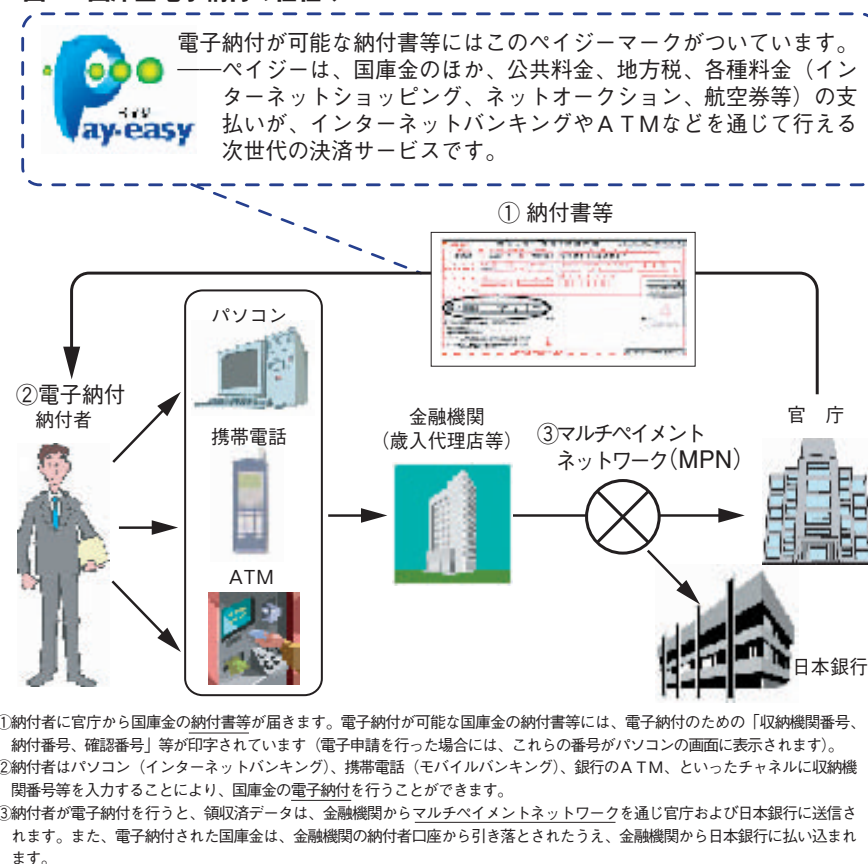 電子納付が可能な納付書等にはこのペイジーマークがついています。
――ペイジーは、国庫金のほか、公共料金、地方税、各種料金（イン
ターネットショッピング、ネットオークション、航空券等）の支
払いが、インターネットバンキングやＡＴＭなどを通じて行える
次世代の決済サービスです。
ペイジー
Pay-easy
① 納付書等
②電子納付
納付者
パソコン
携帯電話
ATM
金融機関
（歳入代理店等）
③マルチペイメント
ネットワーク（MPN）
官　庁
日本銀行
①納付者に官庁から国庫金の納付書等が届きます。電子納付が可能な国庫金の納付書等には、電子納付のための「収納機関番号、
納付番号、確認番号」等が印字されています（電子申請を行った場合には、これらの番号がパソコンの画面に表示されます）。
②納付者はパソコン（インターネットバンキング）、携帯電話（モバイルバンキング）、銀行のＡＴＭ、といったチャネルに収納機
関番号等を入力することにより、国庫金の電子納付を行うことができます。
③納付者が電子納付を行うと、領収済データは、金融機関からマルチペイメントネットワークを通じ官庁および日本銀行に送信さ
れます。また、電子納付された国庫金は、金融機関の納付者口座から引き落とされたうえ、金融機関から日本銀行に払い込まれ
ます。